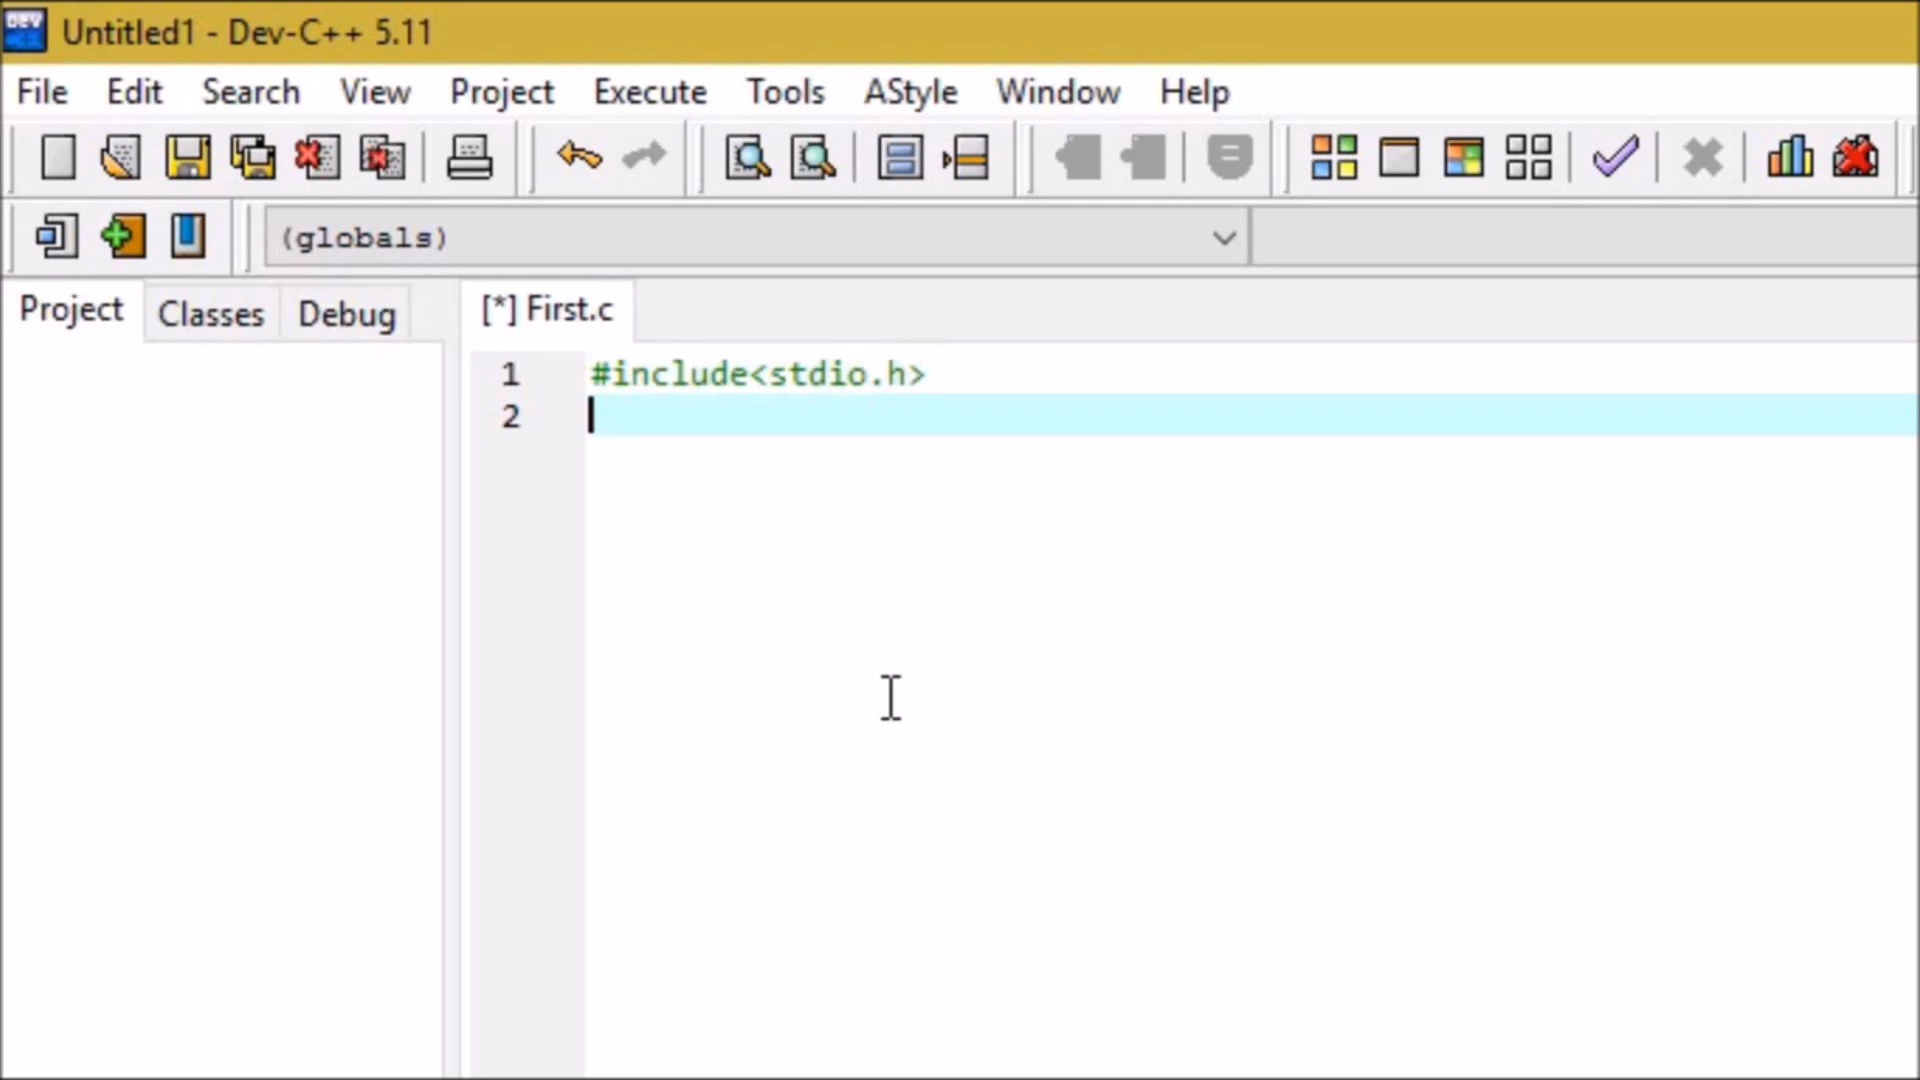 DEV
Untitled1 - Dev-C++ 5.11
File Edit Search View Project Execute Tools AStyle Window Help
(globals)
Project Classes Debug [*] First.c
1 #include<stdio.h>
2